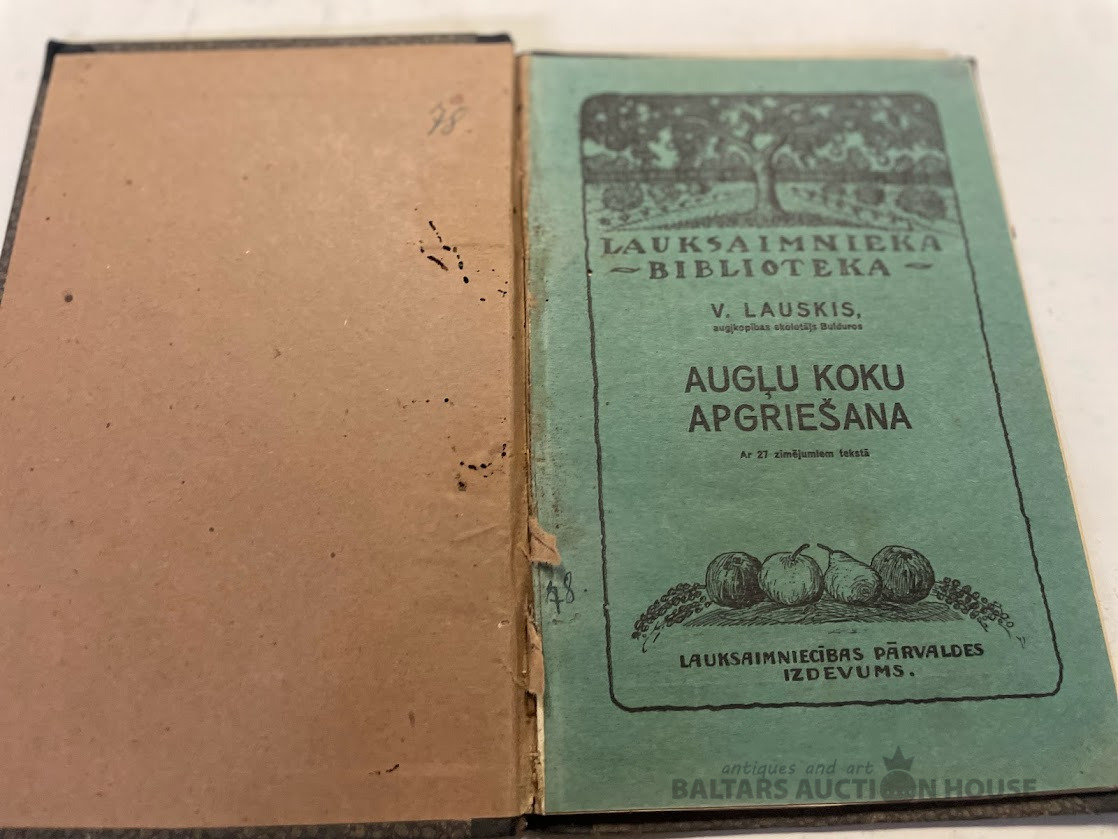 78.
LAUKSAIMNIEKA
BIBLIOTEKA
V. LAUSKIS,
augļkopības skolotājs Bulduros
AUGĻU KOKU
APGRIEŠANA
Ar 27 zīmējumiem tekstā
78.
LAUKSAIMNIECĪBAS PĀRVALDES
IZDEVUMS.
antiques and art
BALTARS AUCTION HOUSE